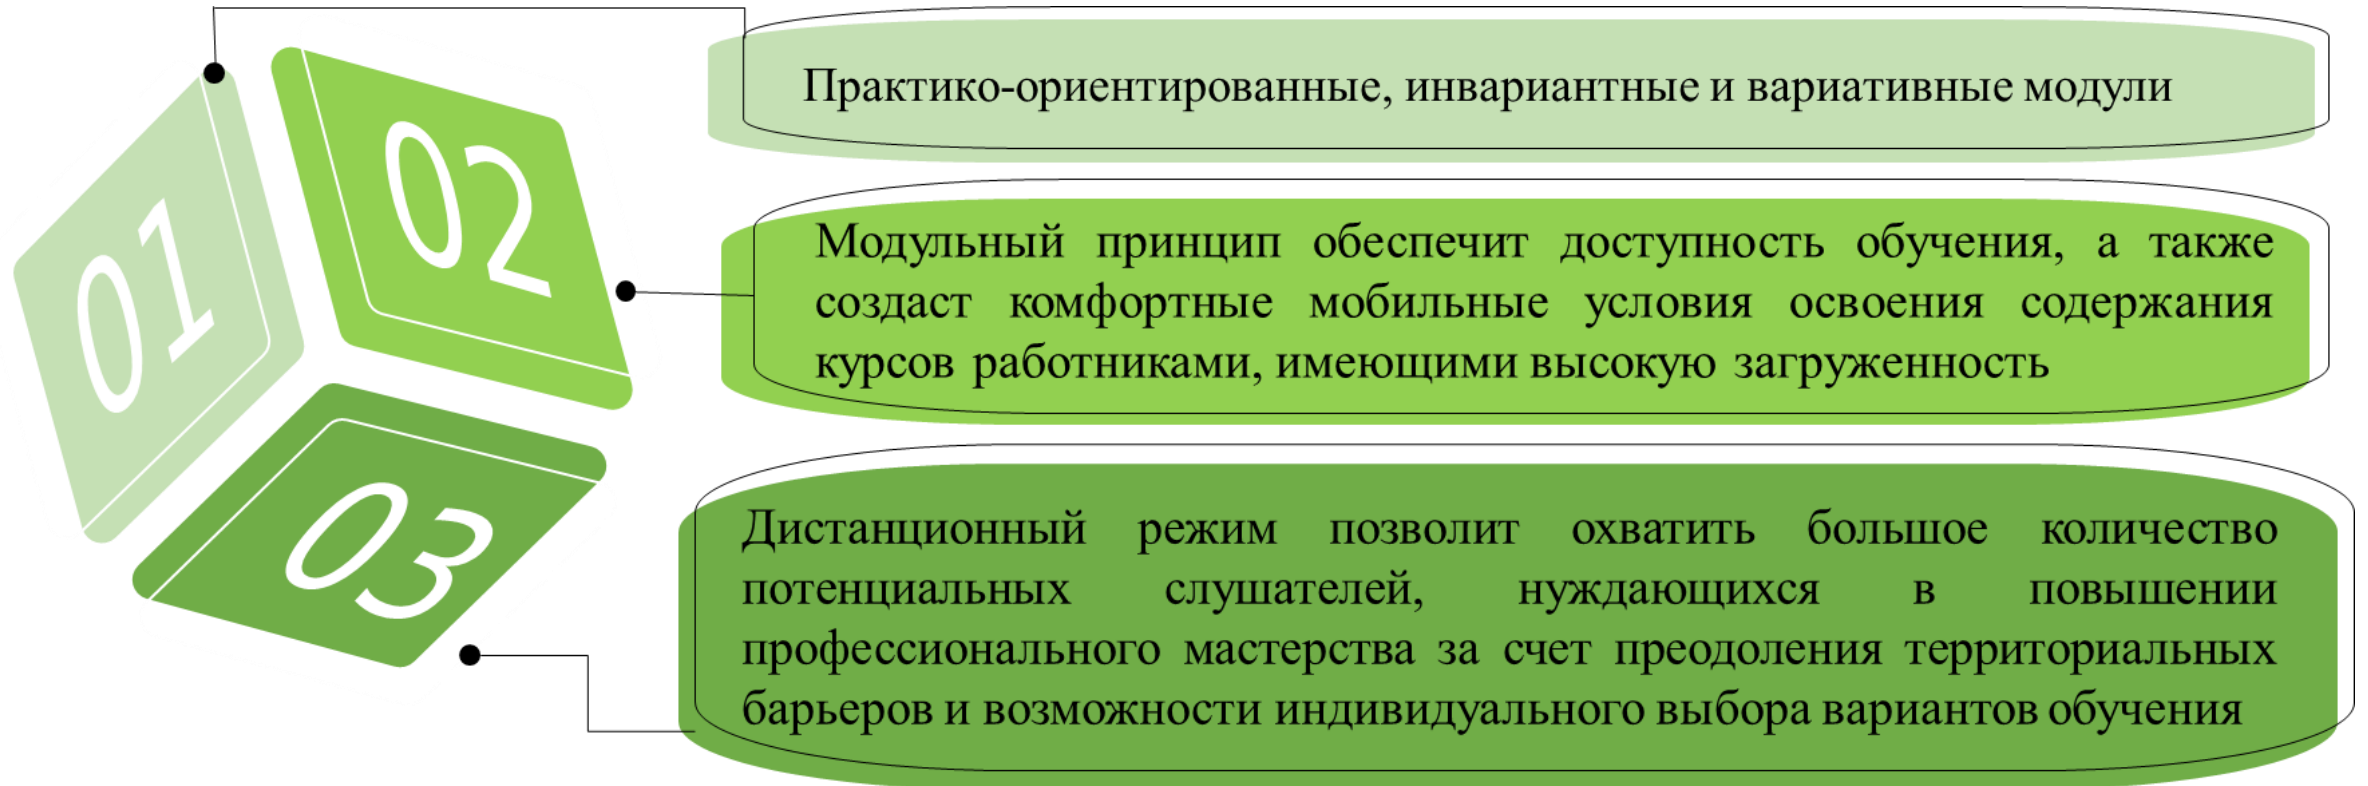 01
Практико-ориентированные, инвариантные и вариативные модули
02
Модульный принцип обеспечит доступность обучения, а также
создаст комфортные мобильные условия освоения содержания
курсов работниками, имеющими высокую загруженность
03
Дистанционный режим позволит охватить большое количество
потенциальных слушателей, нуждающихся в повышении
профессионального мастерства за счет преодоления территориальных
барьеров и возможности индивидуального выбора вариантов обучения